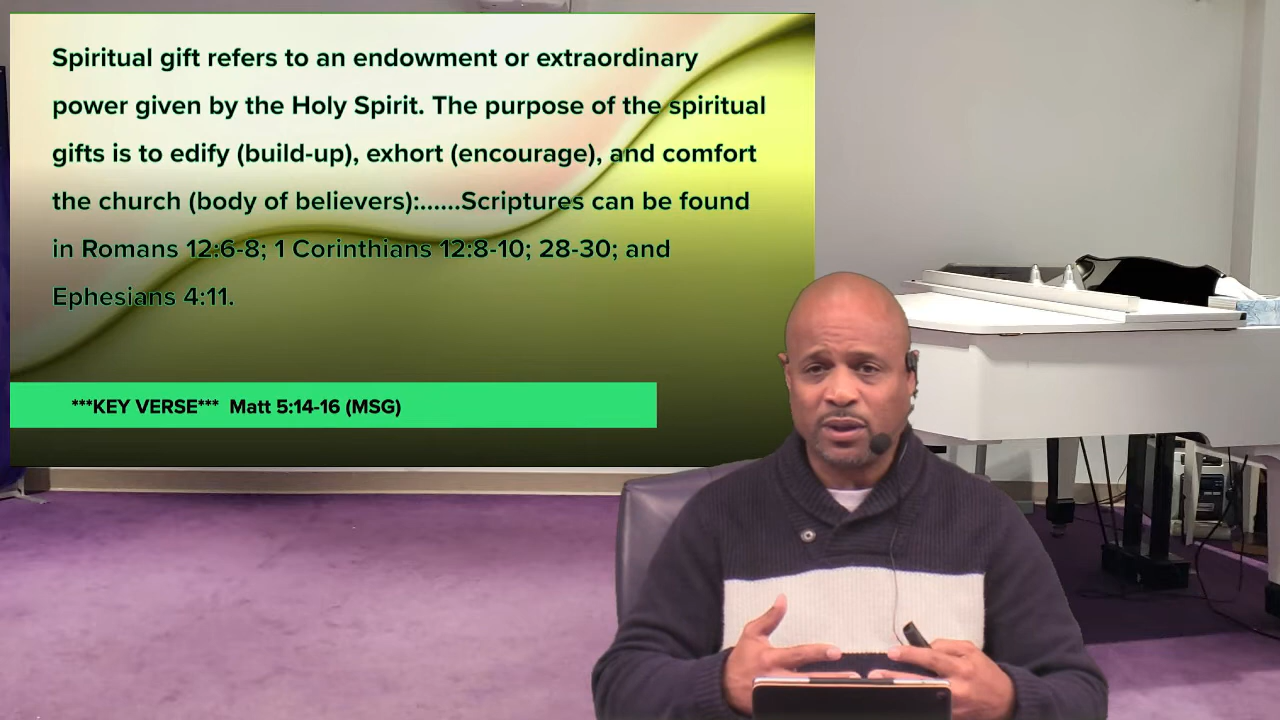 Spiritual gift refers to an endowment or extraordinary
power given by the Holy Spirit. The purpose of the spiritual
gifts is to edify (build-up), exhort (encourage), and comfort
the church (body of believers):......Scriptures can be found
in Romans 12:6-8; 1 Corinthians 12:8-10; 28-30; and
Ephesians 4:11.
***KEY VERSE*** Matt 5:14-16 (MSG)